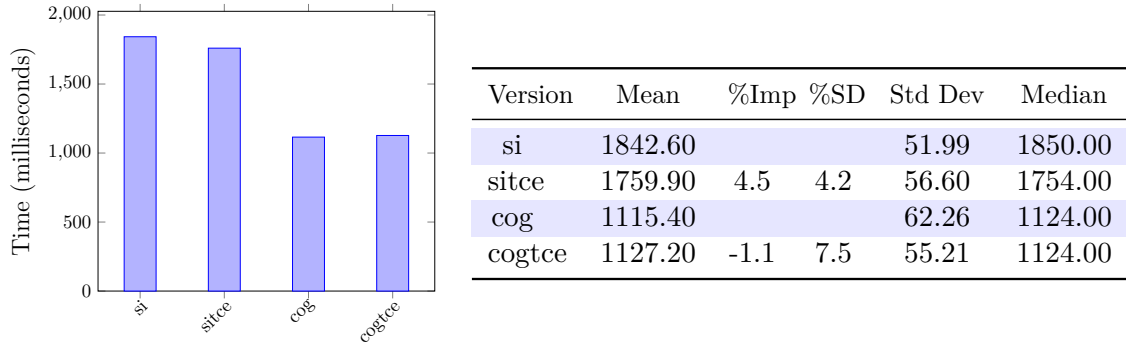 2,000
1,500
1,000
500
0
Time (milliseconds)
si
sitce
cog
cogtce
Version Mean %Imp %SD Std Dev Median
si 1842.60 51.99 1850.00
sitce 1759.90 4.5 4.2 56.60 1754.00
cog 1115.40 62.26 1124.00
cogtce 1127.20 -1.1 7.5 55.21 1124.00